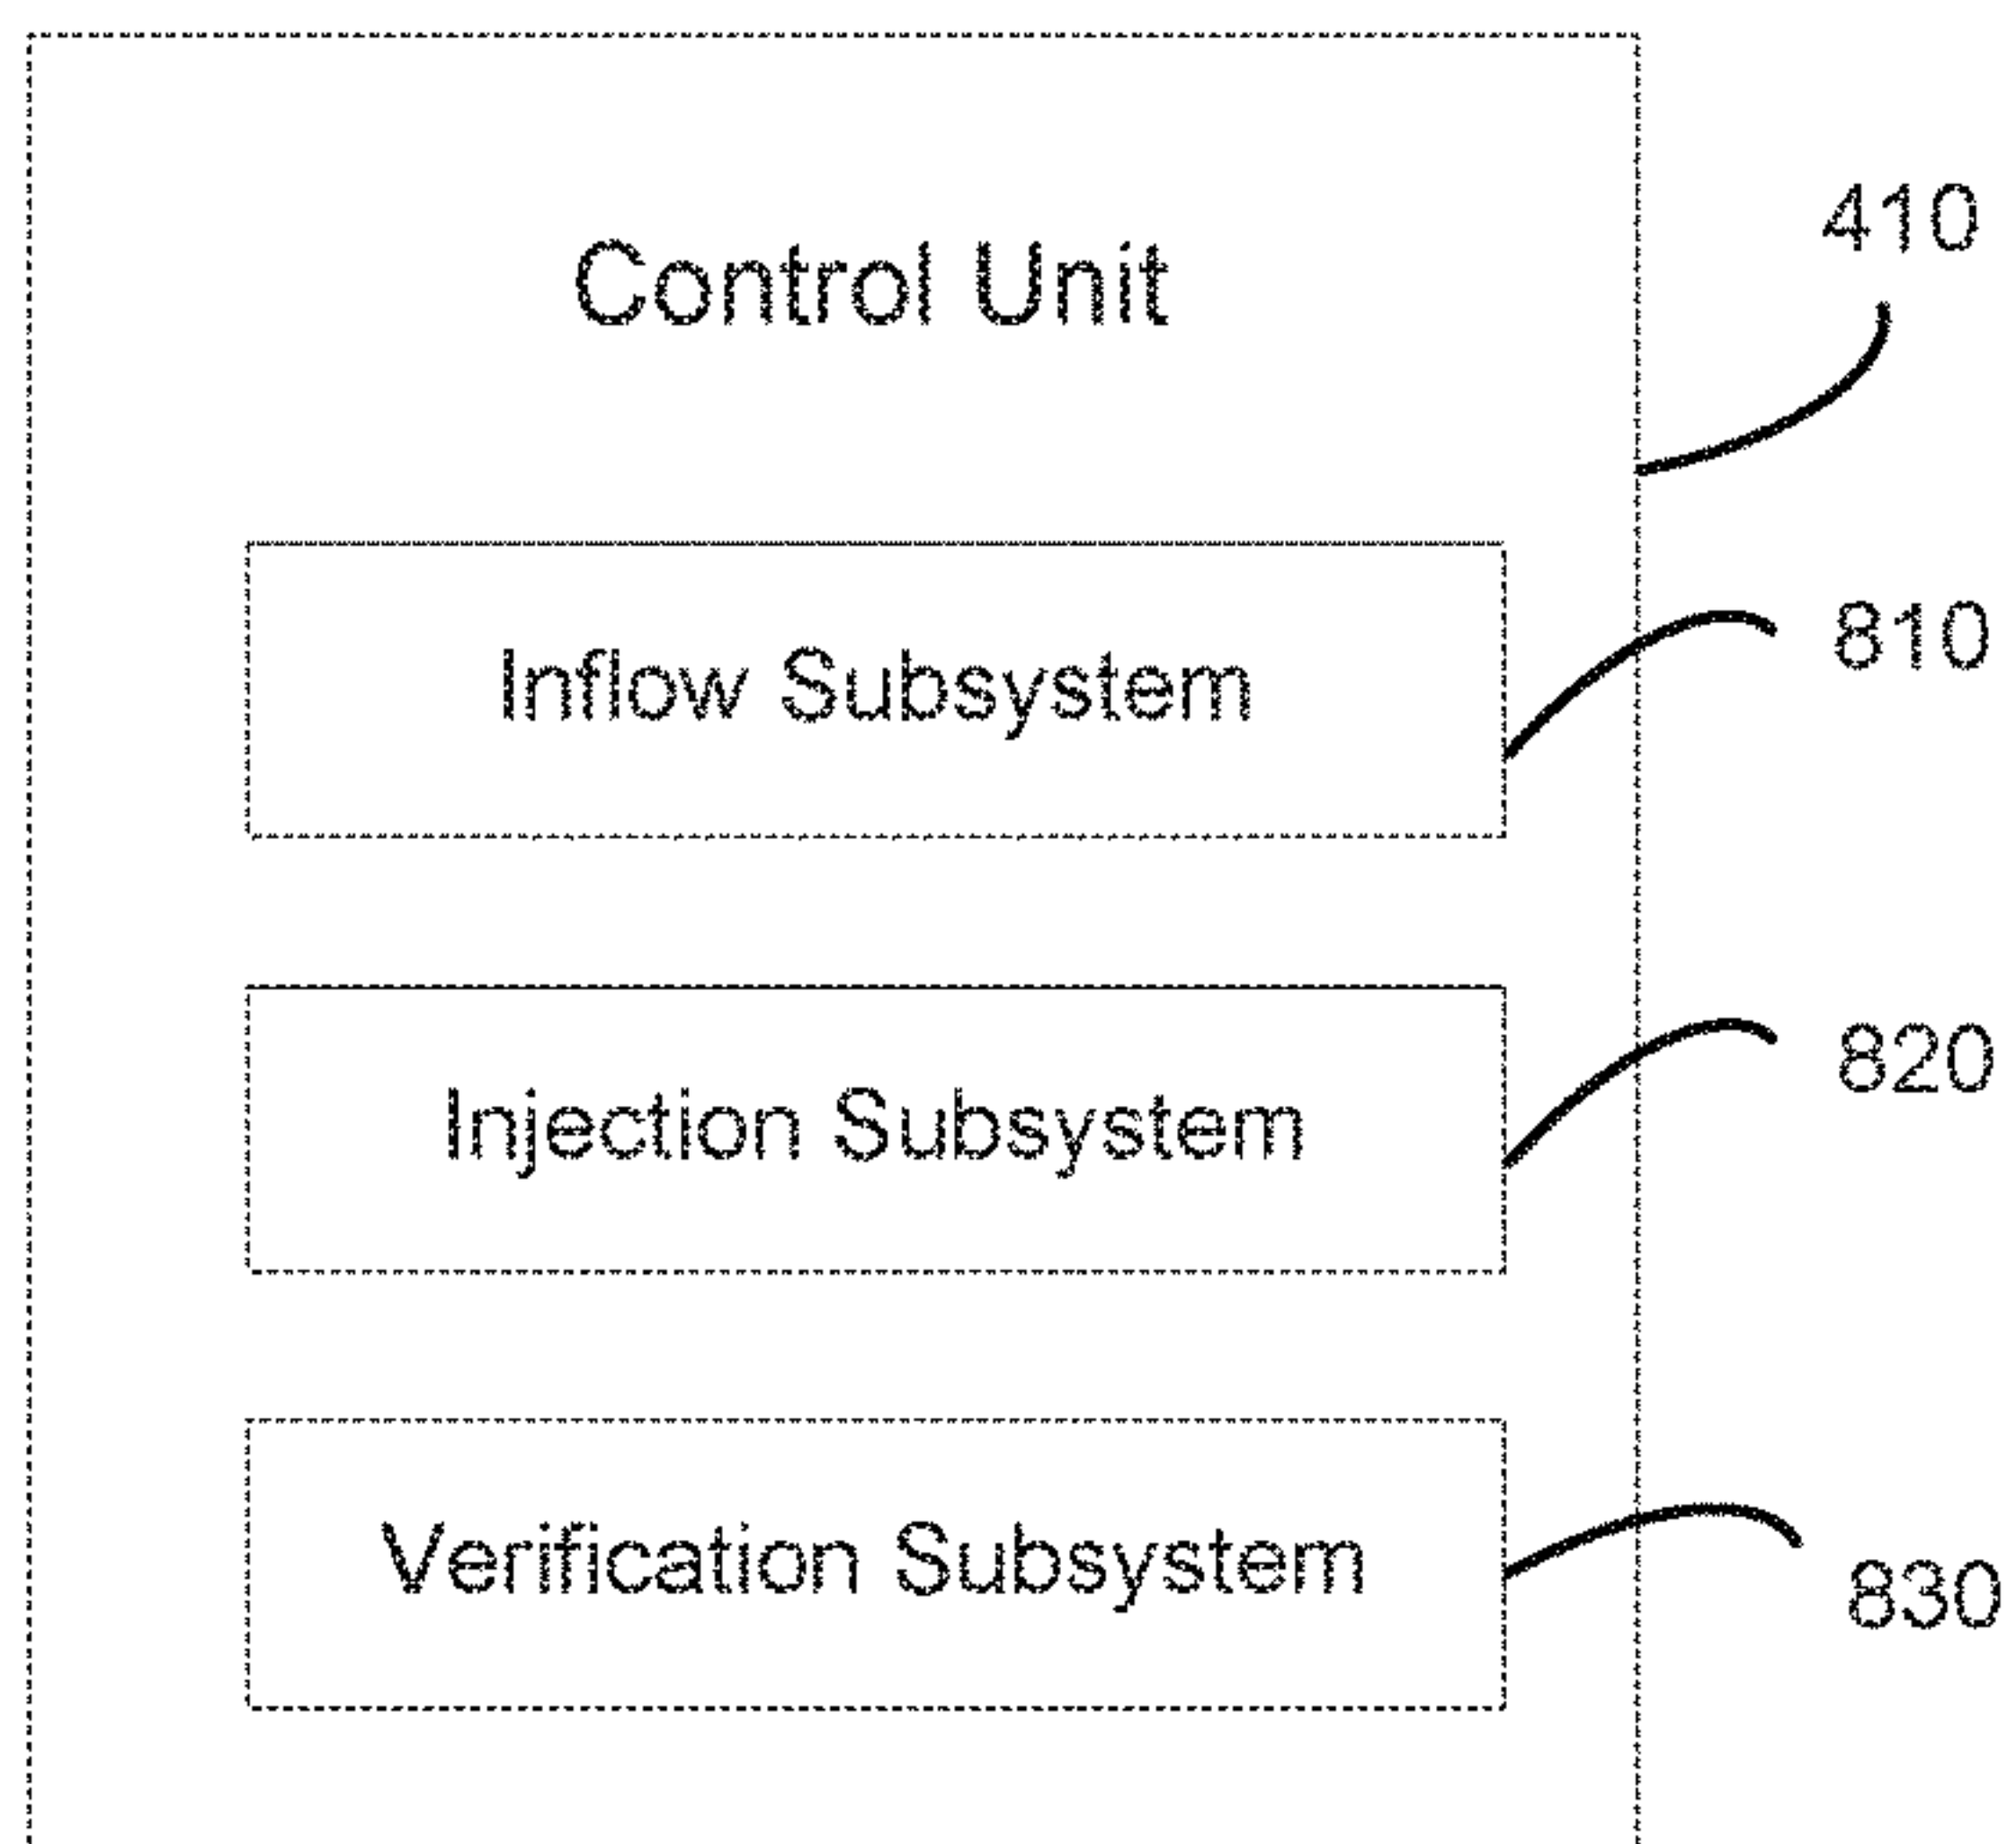 Control Unit
410
Inflow Subsystem
810
Injection Subsystem
820
Verification Subsystem
830